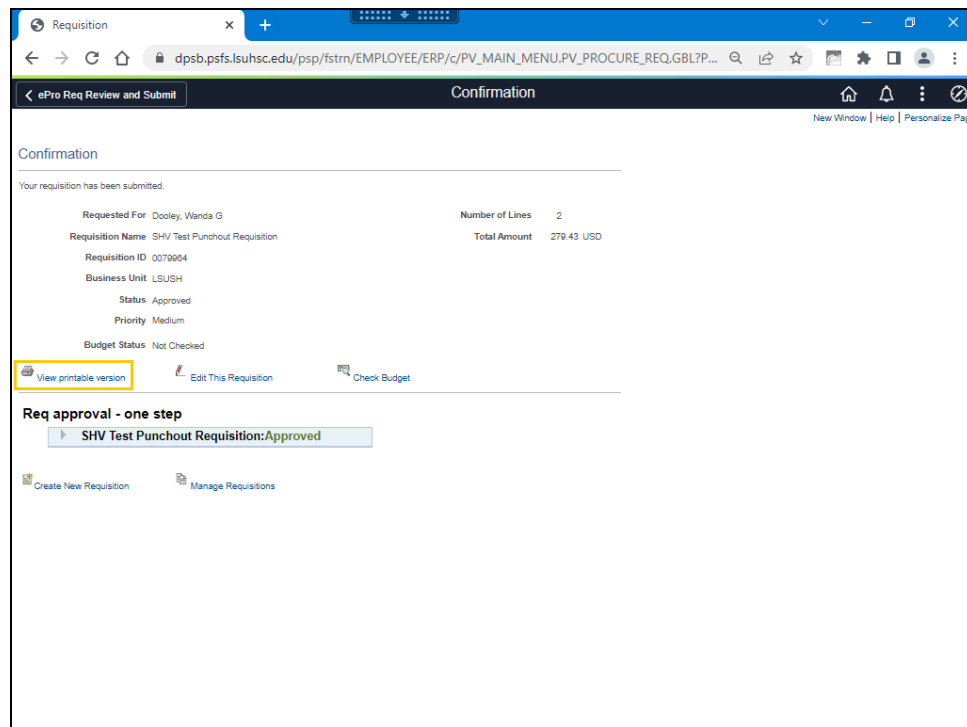 Requisition
dpsb.psfs.lsuhsc.edu/psp/fstrn/EMPLOYEE/ERP/c/PV_MAIN_MENU.PV_PROCURE_REQ.GBL?P...
ePro Req Review and Submit
Confirmation
New Window | Help | Personalize Pag
Confirmation
Your requisition has been submitted.
Requested For Dooley, Wanda G
Number of Lines 2
Requisition Name SHV Test Punchout Requisition
Total Amount 279.43 USD
Requisition ID 0079964
Business Unit LSUSH
Status Approved
Priority Medium
Budget Status Not Checked
View printable version
Edit This Requisition
Check Budget
Req approval - one step
SHV Test Punchout Requisition:Approved
Create New Requisition
Manage Requisitions